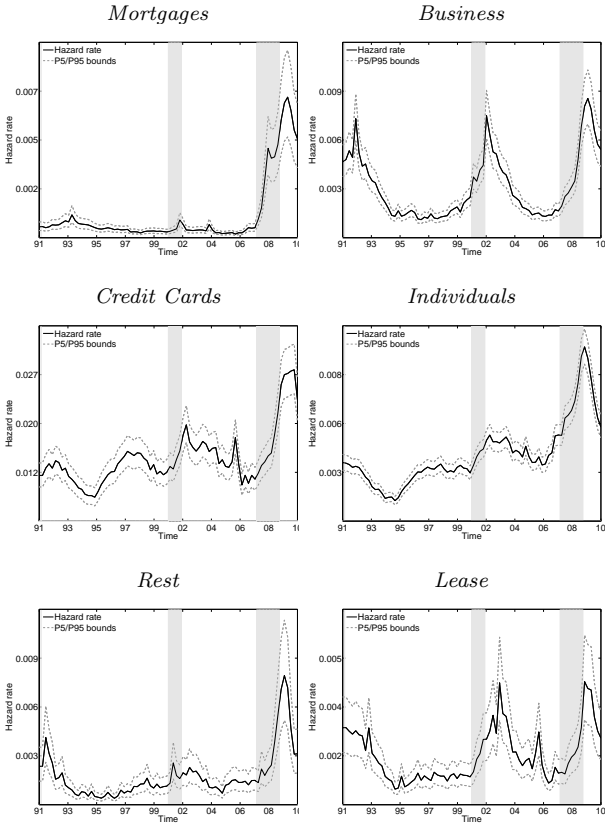 Mortgages
Hazard rate
P5/P95 bounds
0.007
0.005
0.002
Hazard rate
91 93 95 97 99 02 04 06 08 10
Time
Business
Hazard rate
P5/P95 bounds
0.009
0.006
0.003
Hazard rate
91 93 95 97 99 02 04 06 08 10
Time
Credit Cards
Hazard rate
P5/P95 bounds
0.027
0.020
0.012
Hazard rate
91 93 95 97 99 02 04 06 08 10
Time
Individuals
Hazard rate
P5/P95 bounds
0.008
0.006
0.003
Hazard rate
91 93 95 97 99 02 04 06 08 10
Time
Rest
Hazard rate
P5/P95 bounds
0.009
0.006
0.003
Hazard rate
91 93 95 97 99 02 04 06 08 10
Time
Lease
Hazard rate
P5/P95 bounds
0.005
0.004
0.002
Hazard rate
91 93 95 97 99 02 04 06 08 10
Time